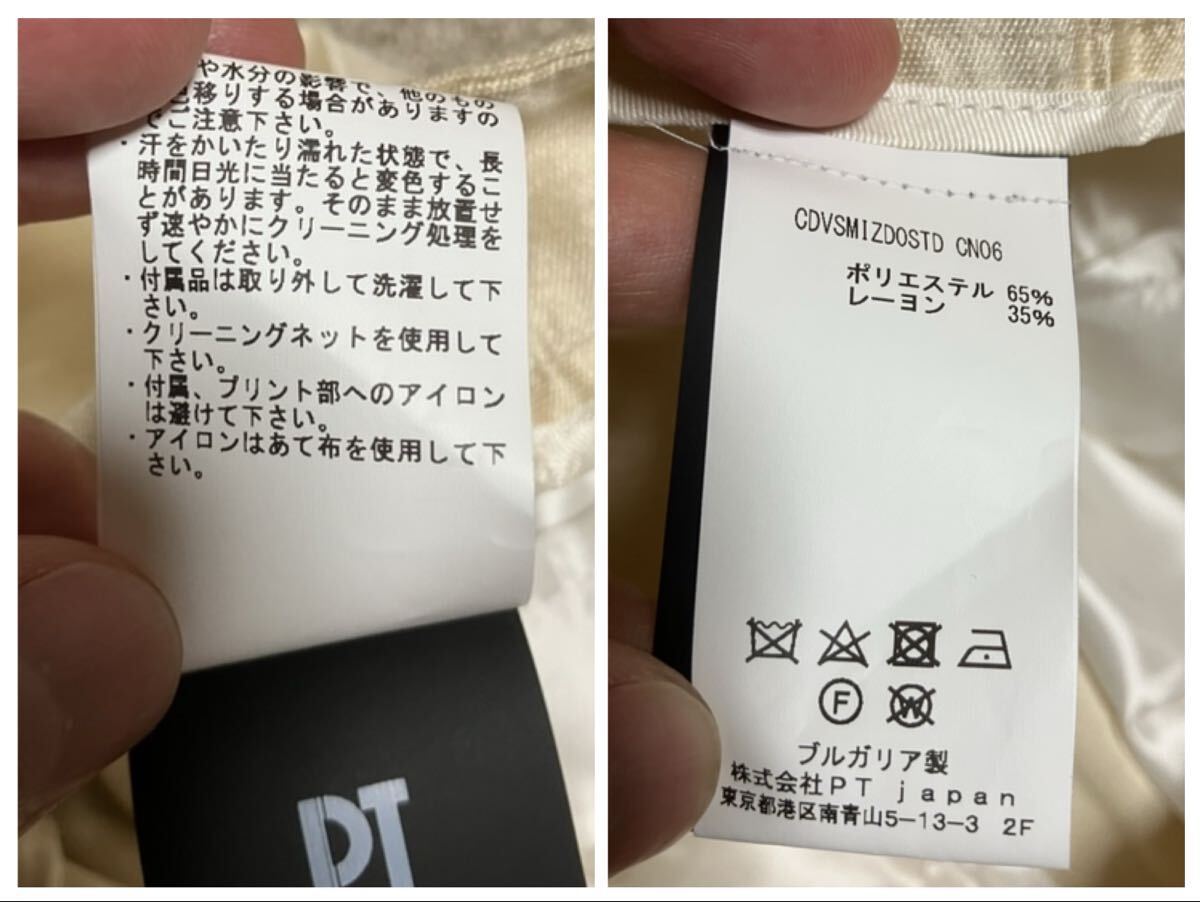 や水分の影響で、他のもの
色移りする場合がありますの
でご注意下さい。
・汗をかいたり濡れた状態で、長
時間日光に当たると変色するこ
とがあります。そのまま放置せ
ず速やかにクリーニング処理を
してください。
・付属品は取り外して洗濯して下
さい。
・クリーニングネットを使用して
下さい。
・付属、プリント部へのアイロン
は避けて下さい。
・アイロンはあて布を使用して下
さい。
PT
CDVSMIZDOSTD CN06
ポリエステル 65%
レーヨン 35%
F W
ブルガリア製
株式会社PT japan
東京都港区南青山5-13-3 2F